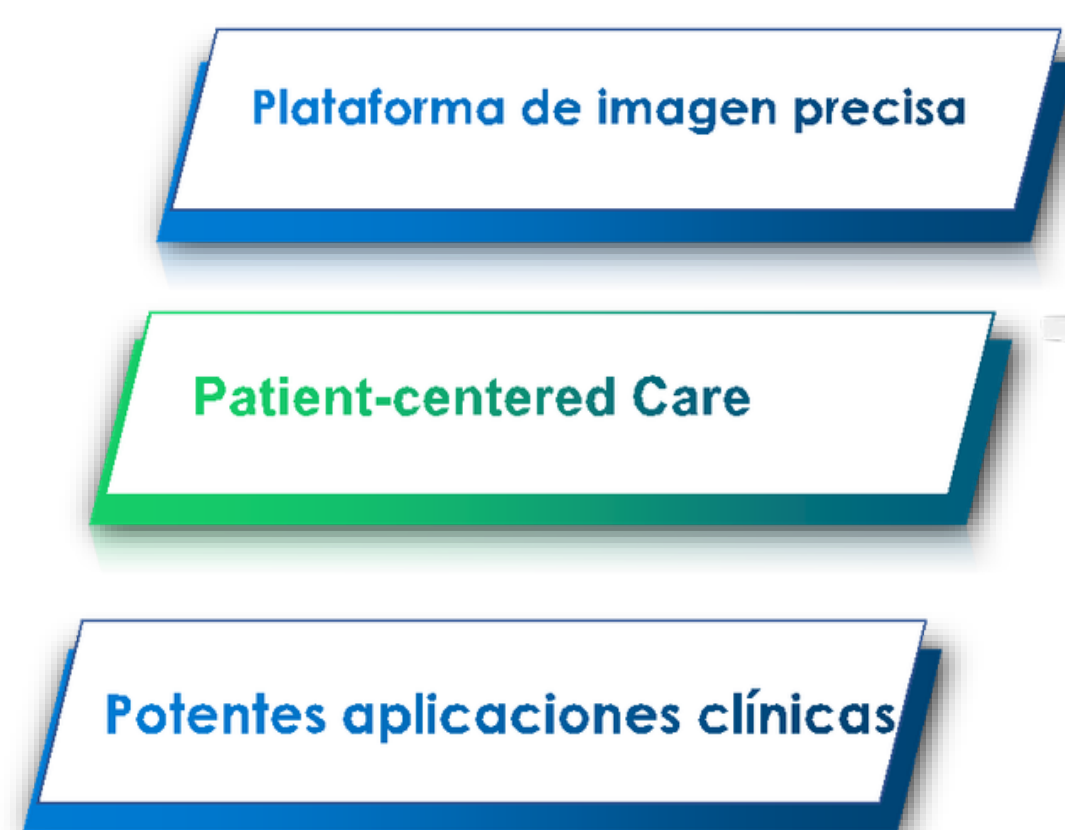 Plataforma de imagen precisa
Patient-centered Care
Potentes aplicaciones clínicas